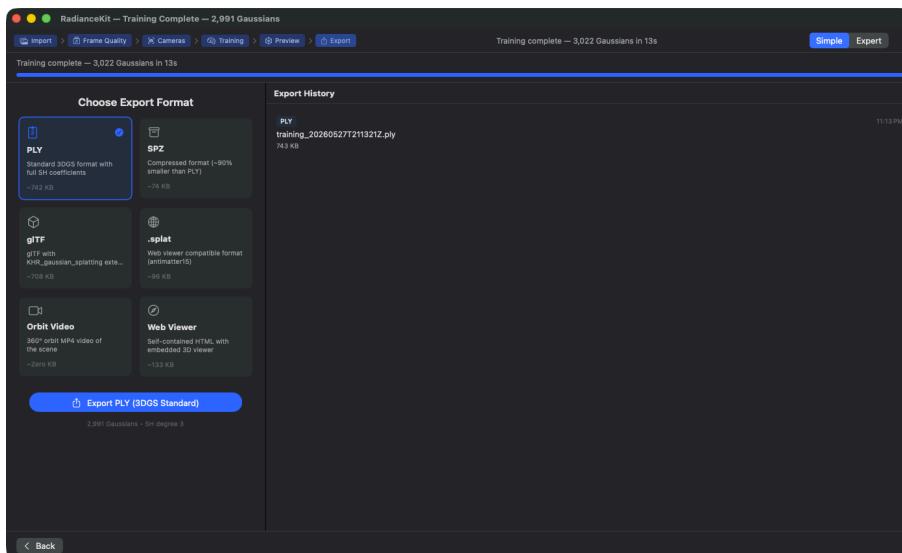 RadianceKit — Training Complete — 2,991 Gaussians
Import > Frame Quality > Cameras > Training > Preview > Export
Training complete — 3,022 Gaussians in 13s
Simple Expert
Training complete — 3,022 Gaussians in 13s
Choose Export Format
PLY
Standard 3DGS format with
full SH coefficients
~742 KB
SPZ
Compressed format (~90%
smaller than PLY)
~74 KB
glTF
glTF with
KHR_gaussian_splatting exte...
~708 KB
.splat
Web viewer compatible format
(antimatter15)
~96 KB
Orbit Video
360° orbit MP4 video of
the scene
~Zero KB
Web Viewer
Self-contained HTML with
embedded 3D viewer
~133 KB
Export PLY (3DGS Standard)
2,991 Gaussians • SH degree 3
Export History
PLY
11:13 PM
training_20260527T211321Z.ply
743 KB
< Back